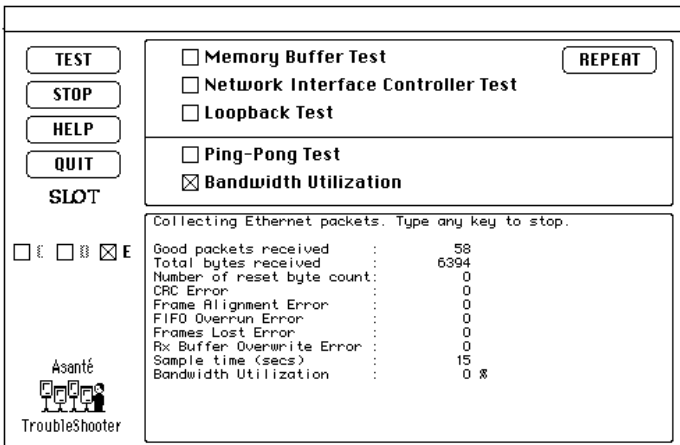 TEST
STOP
HELP
QUIT
SLOT
C D E
Asanté
TroubleShooter
Memory Buffer Test
REPEAT
Network Interface Controller Test
Loopback Test
Ping-Pong Test
Bandwidth Utilization
Collecting Ethernet packets. Type any key to stop.
Good packets received : 58
Total bytes received : 6394
Number of reset byte count: 0
CRC Error : 0
Frame Alignment Error : 0
FIFO Overrun Error : 0
Frames Lost Error : 0
Rx Buffer Overwrite Error : 0
Sample time (secs) : 15
Bandwidth Utilization : 0 %